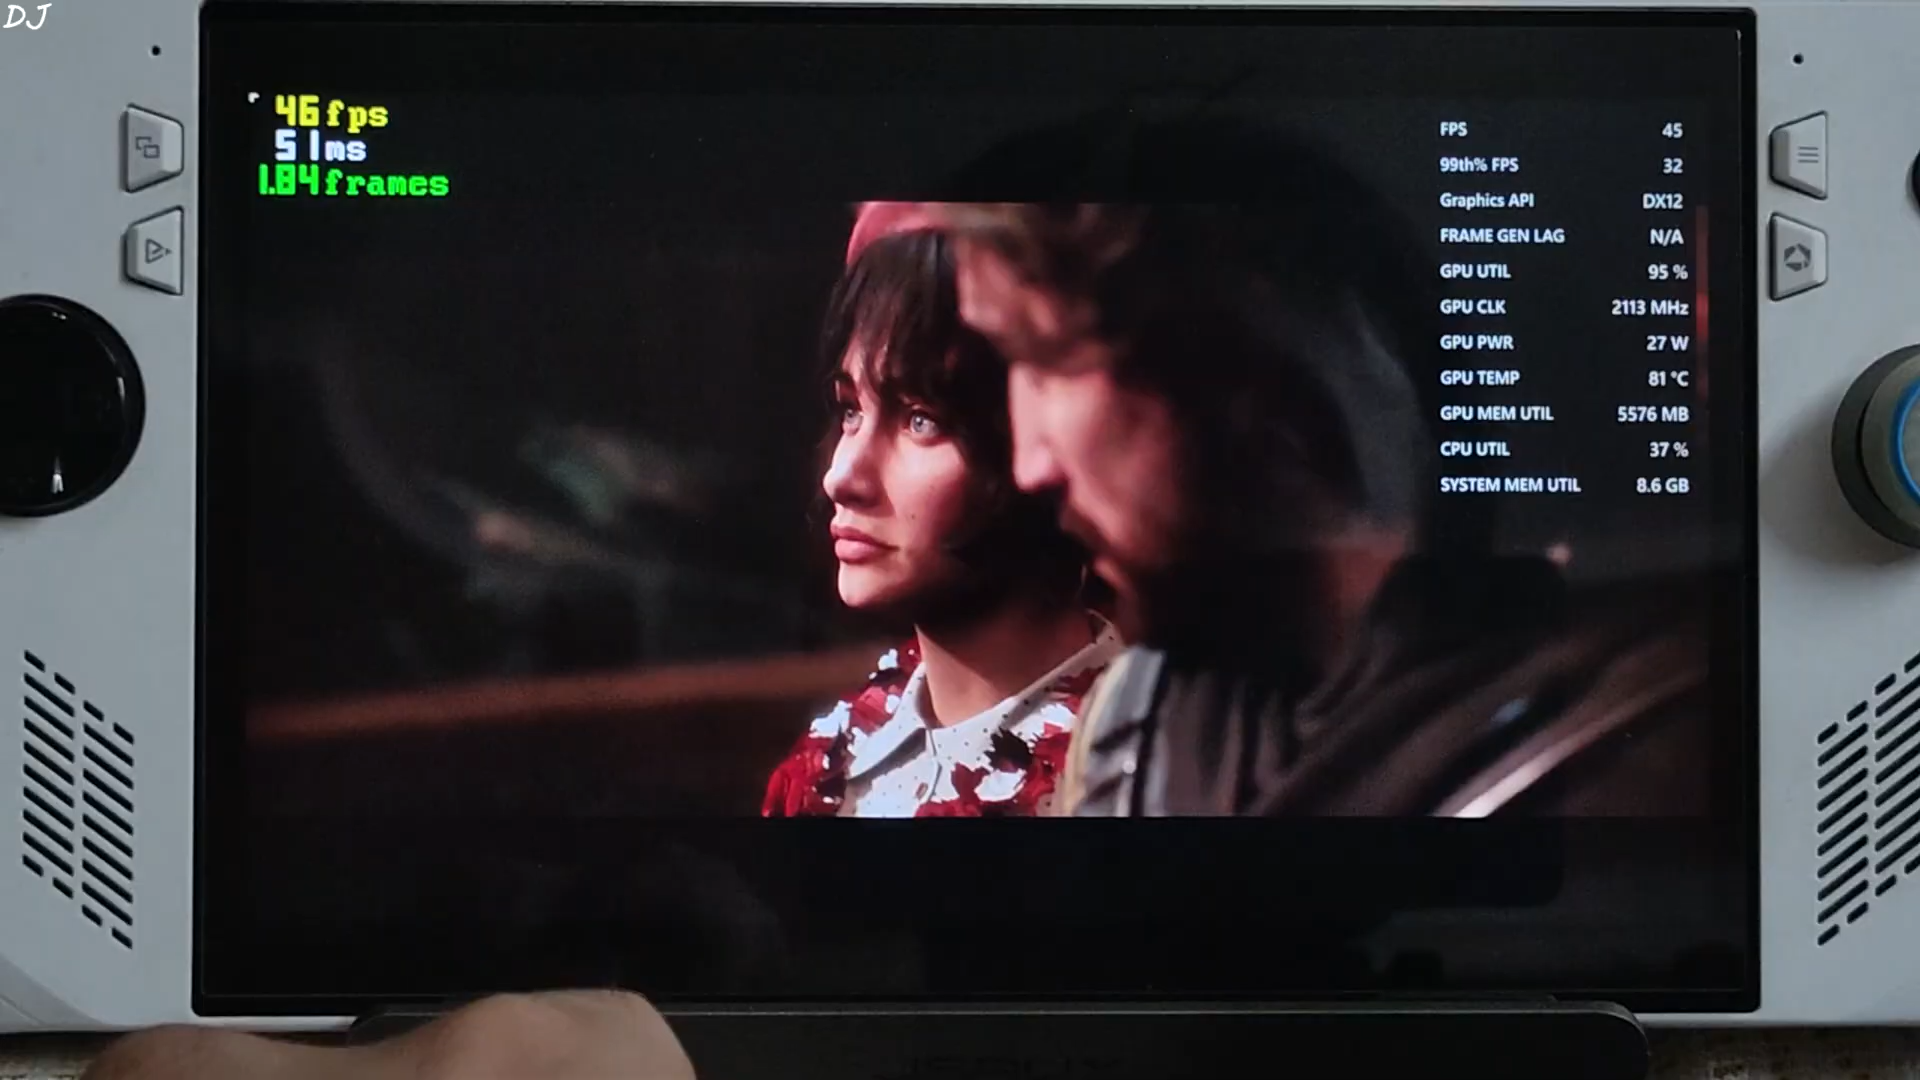 DJ
46 fps
51ms
1.84 frames
FPS 45
99th% FPS 32
Graphics API DX12
FRAME GEN LAG N/A
GPU UTIL 95 %
GPU CLK 2113 MHz
GPU PWR 27 W
GPU TEMP 81 °C
GPU MEM UTIL 5576 MB
CPU UTIL 37 %
SYSTEM MEM UTIL 8.6 GB